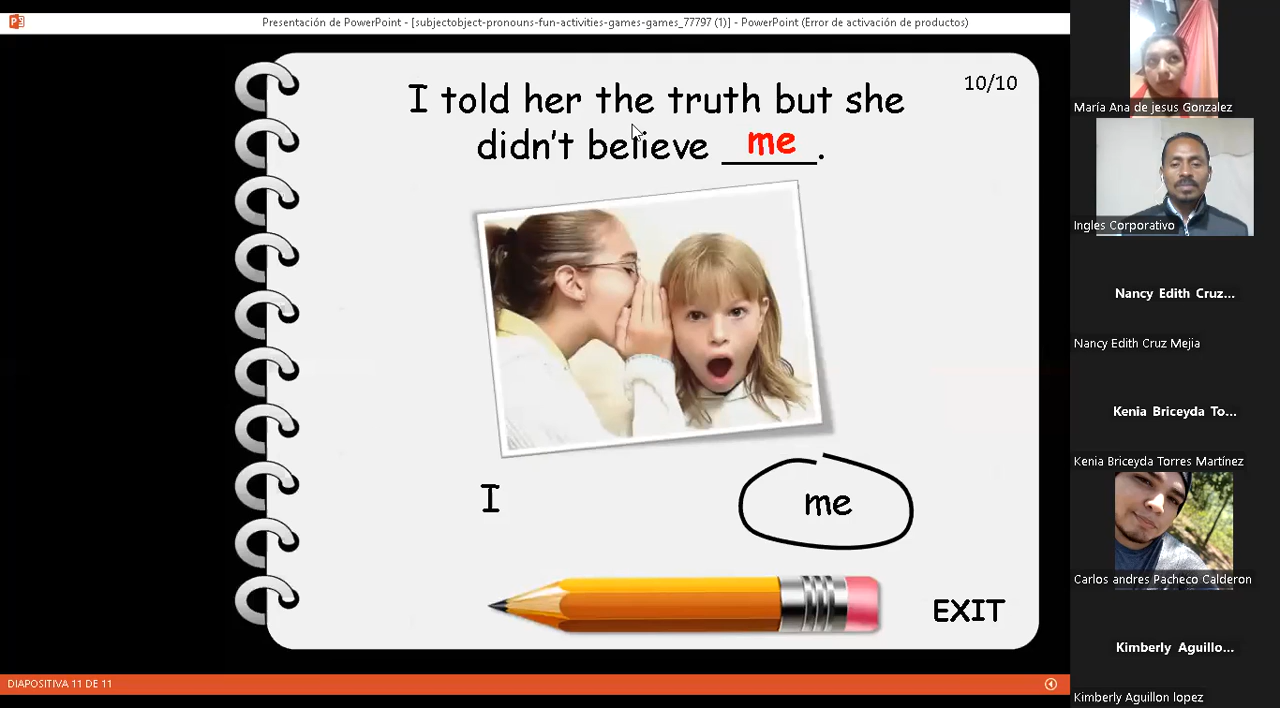 Presentación de PowerPoint - [subjectobject-pronouns-fun-activities-games-games_77797 (1)] - PowerPoint (Error de activación de productos)
10/10
I told her the truth but she
didn't believe me.
I
me
EXIT
DIAPOSITIVA 11 DE 11
María Ana de jesus Gonzalez
Ingles Corporativo
Nancy Edith Cruz...
Nancy Edith Cruz Mejia
Kenia Briceyda To...
Kenia Briceyda Torres Martínez
Carlos andres Pacheco Calderon
Kimberly Aguillo...
Kimberly Aguillon lopez